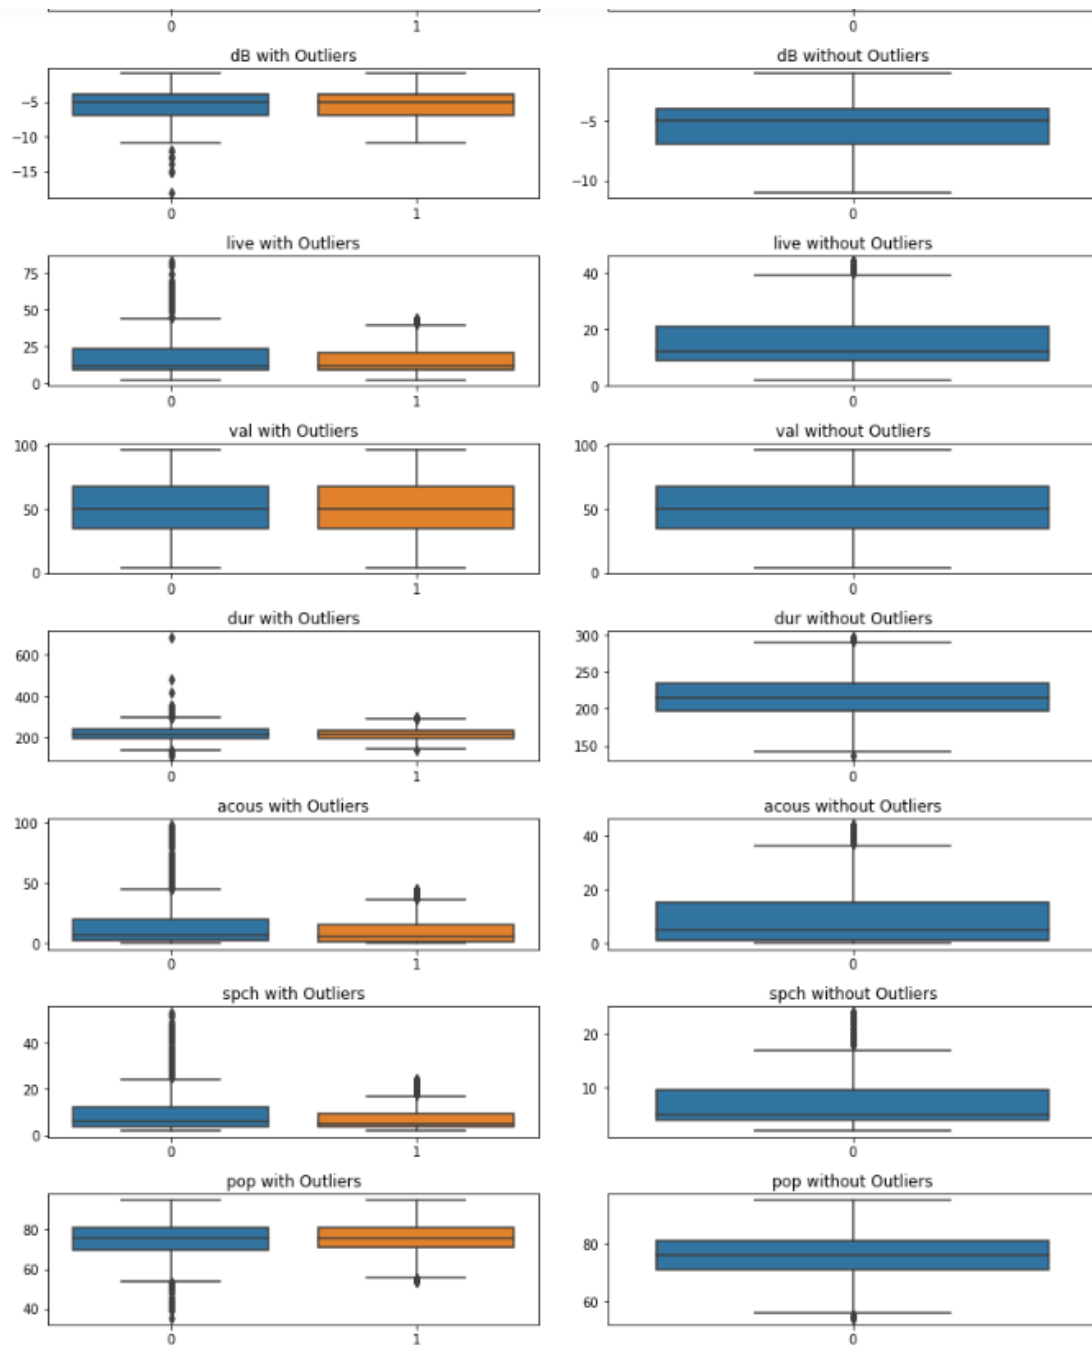 0 1 0
dB with Outliers dB without Outliers
−5 −5
−10
−15 −10
0 1 0
live with Outliers live without Outliers
75 40
50
25 20
0 0
0 1 0
val with Outliers val without Outliers
100 100
50 50
0 0
0 1 0
dur with Outliers dur without Outliers
600 300
400 250
200 200
150
0 1 0
acous with Outliers acous without Outliers
100 40
50 20
0 0
0 1 0
spch with Outliers spch without Outliers
40 20
20 10
0
0 1 0
pop with Outliers pop without Outliers
80 80
60
40 60
0 1 0